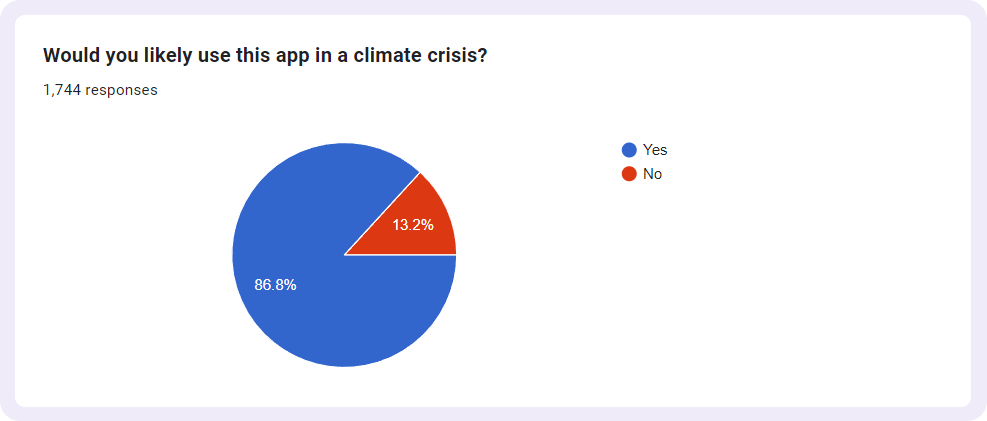 Would you likely use this app in a climate crisis?
1,744 responses
Yes
No
13.2%
86.8%